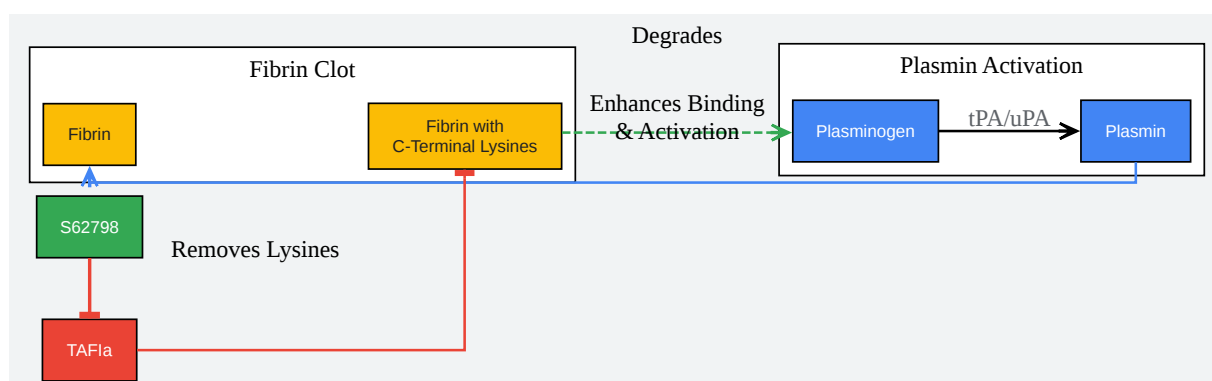 Degrades
Fibrin Clot
Plasmin Activation
Fibrin
Fibrin with
C-Terminal Lysines
Enhances Binding
& Activation
Plasminogen
tPA/uPA
Plasmin
S62798
Removes Lysines
TAFIa